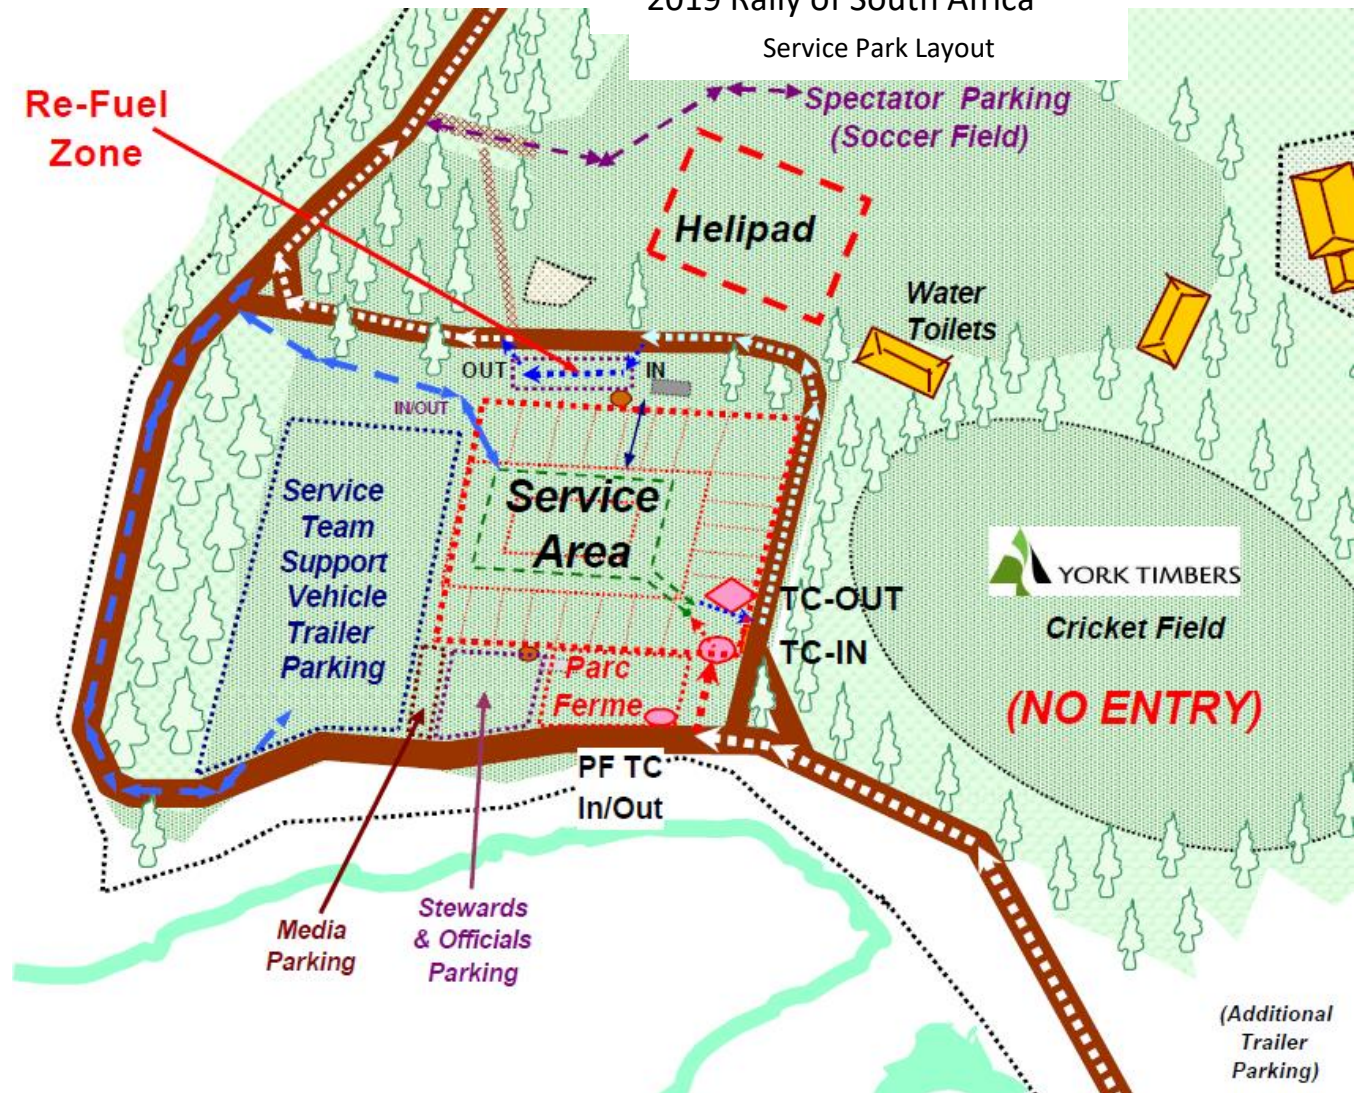 2019 Rally of South Africa
Service Park Layout
Re-Fuel
Zone
Spectator Parking
(Soccer Field)
Helipad
Water
Toilets
OUT
IN
IN/OUT
Service
Team
Support
Vehicle
Trailer
Parking
Service
Area
YORK TIMBERS
Cricket Field
(NO ENTRY)
TC-OUT
TC-IN
Parc
Ferme
PF TC
In/Out
Media
Parking
Stewards
& Officials
Parking
(Additional
Trailer
Parking)